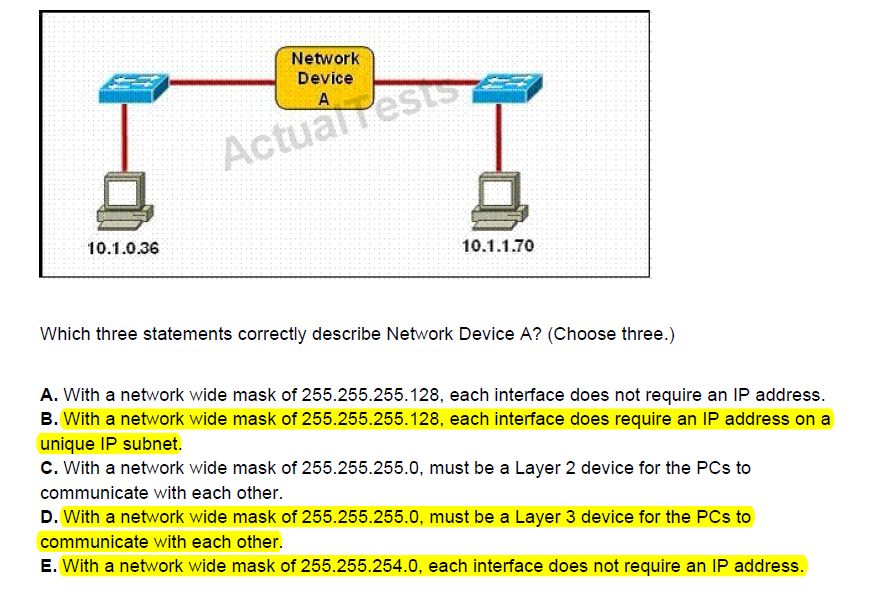 Network
Device
A
ActualTests
10.1.0.36
10.1.1.70
Which three statements correctly describe Network Device A? (Choose three.)
A. With a network wide mask of 255.255.255.128, each interface does not require an IP address.
B. With a network wide mask of 255.255.255.128, each interface does require an IP address on a
unique IP subnet.
C. With a network wide mask of 255.255.255.0, must be a Layer 2 device for the PCs to
communicate with each other.
D. With a network wide mask of 255.255.255.0, must be a Layer 3 device for the PCs to
communicate with each other.
E. With a network wide mask of 255.255.254.0, each interface does not require an IP address.